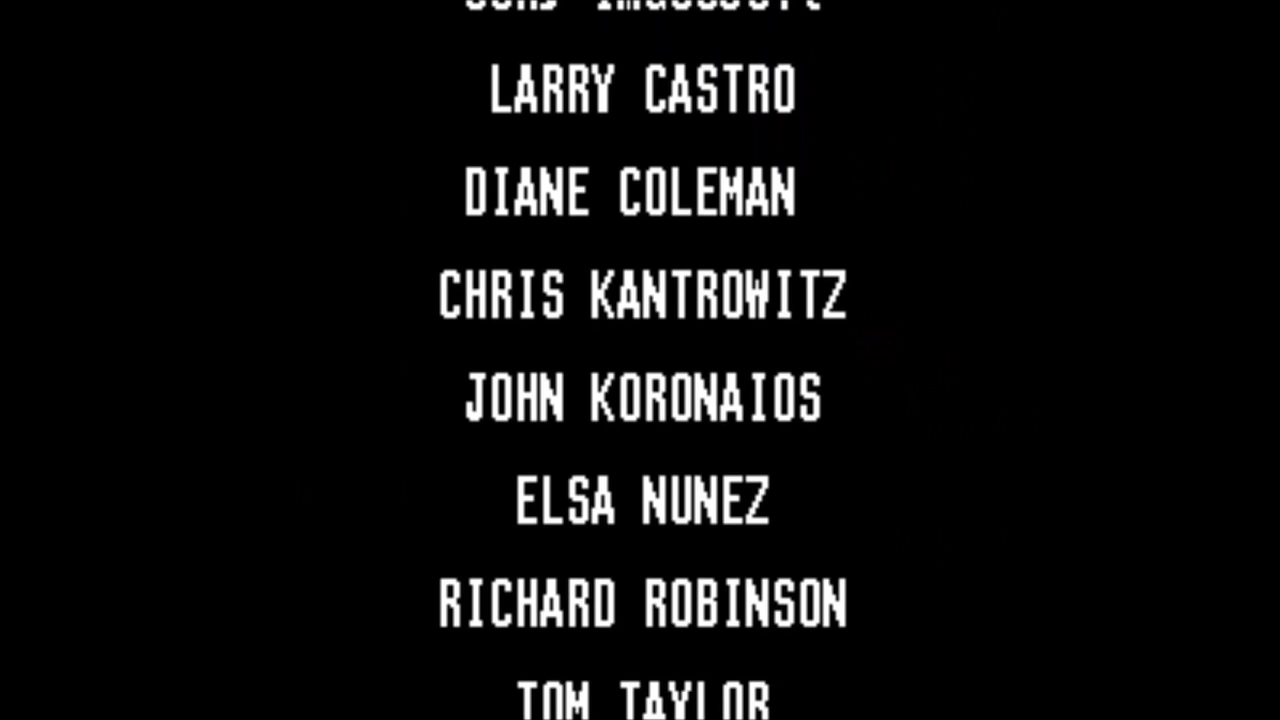 LARRY CASTRO
DIANE COLEMAN
CHRIS KANTROWITZ
JOHN KORONAIOS
ELSA NUNEZ
RICHARD ROBINSON
TOM TAYLOR